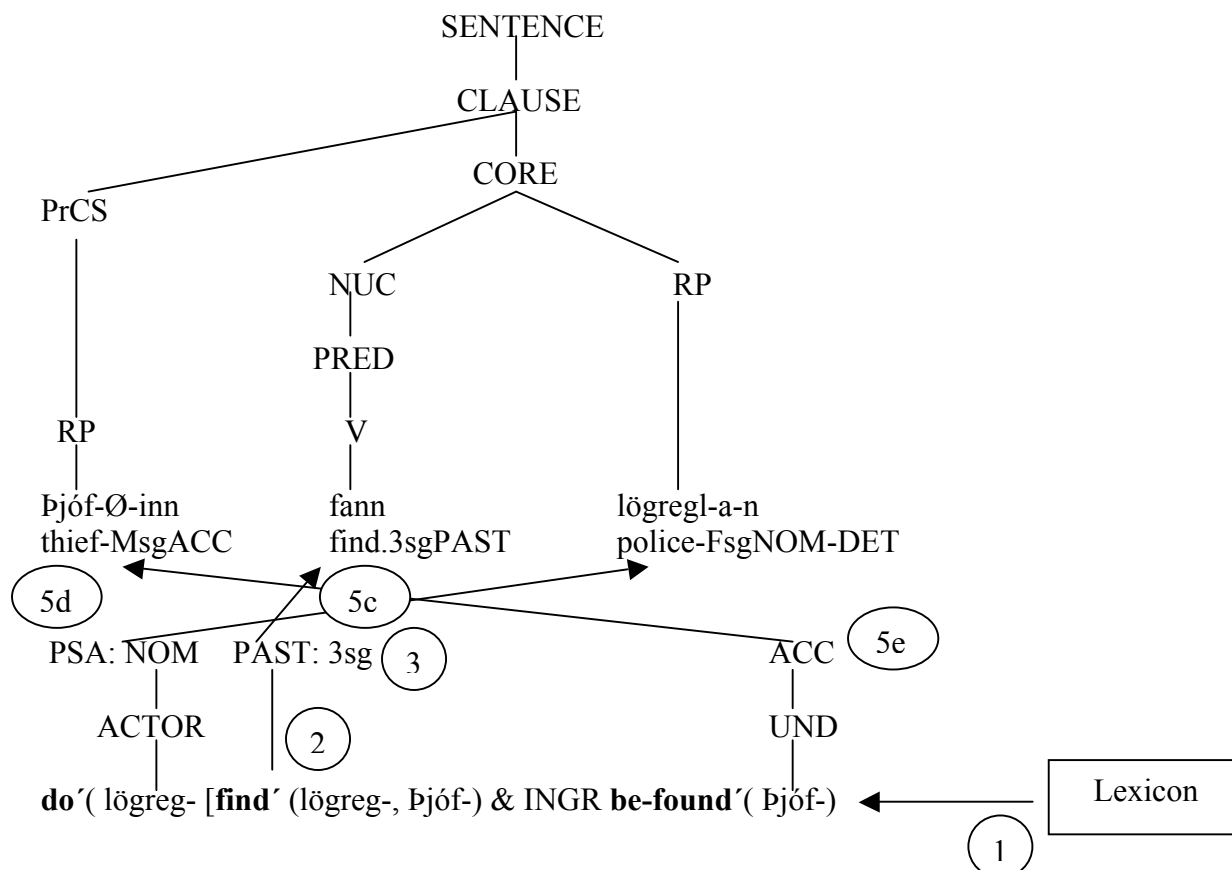 SENTENCE
CLAUSE
CORE
PrCS
NUC RP
PRED
RP V
Þjóf-Ø-inn fann lögregl-a-n
thief-MsgACC find.3sgPAST police-FsgNOM-DET
5d 5c 5e
PSA: NOM PAST: 3sg 3 ACC
ACTOR 2 UND
do´( lögreg- [find´ (lögreg-, Þjóf-) & INGR be-found´( Þjóf-) Lexicon
1